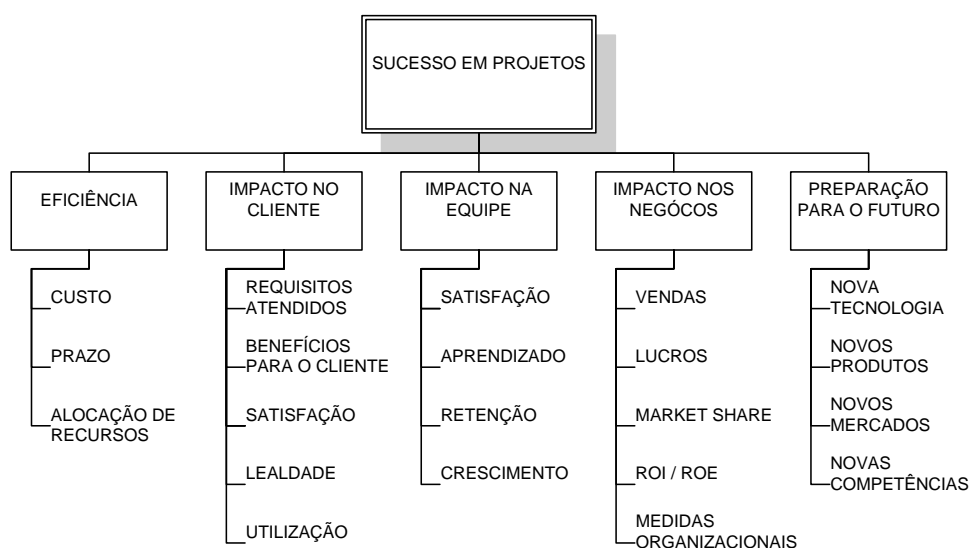 SUCESSO EM PROJETOS
EFICIÊNCIA
IMPACTO NO
CLIENTE
IMPACTO NA
EQUIPE
IMPACTO NOS
NEGÓCOS
PREPARAÇÃO
PARA O FUTURO
CUSTO
PRAZO
ALOCAÇÃO DE
RECURSOS
REQUISITOS
ATENDIDOS
BENEFÍCIOS
PARA O CLIENTE
SATISFAÇÃO
LEALDADE
UTILIZAÇÃO
SATISFAÇÃO
APRENDIZADO
RETENÇÃO
CRESCIMENTO
VENDAS
LUCROS
MARKET SHARE
ROI / ROE
MEDIDAS
ORGANIZACIONAIS
NOVA
TECNOLOGIA
NOVOS
PRODUTOS
NOVOS
MERCADOS
NOVAS
COMPETÊNCIAS